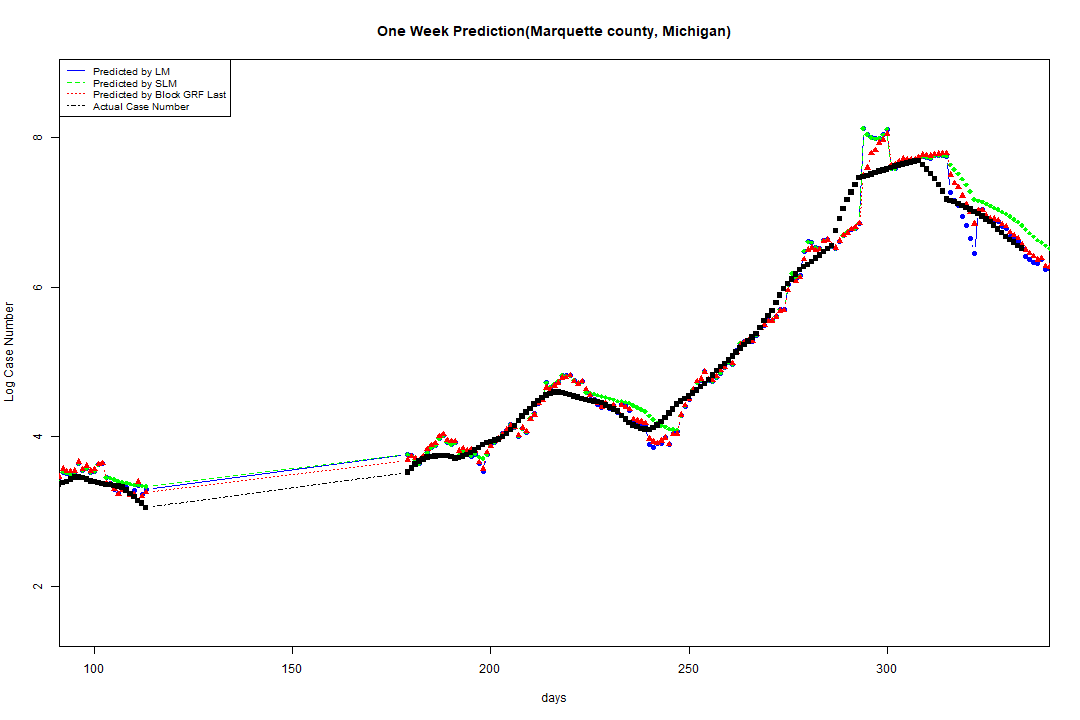 One Week Prediction(Marquette county, Michigan)
Predicted by LM
Predicted by SLM
Predicted by Block GRF Last
Actual Case Number
8
6
4
2
Log Case Number
100 150 200 250 300
days